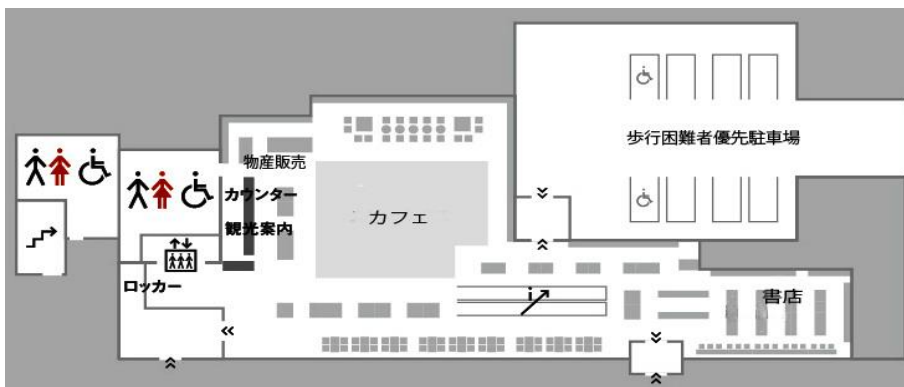 歩行困難者優先駐車場
物産販売
カウンター
観光案内
カフェ
ロッカー
i
書店